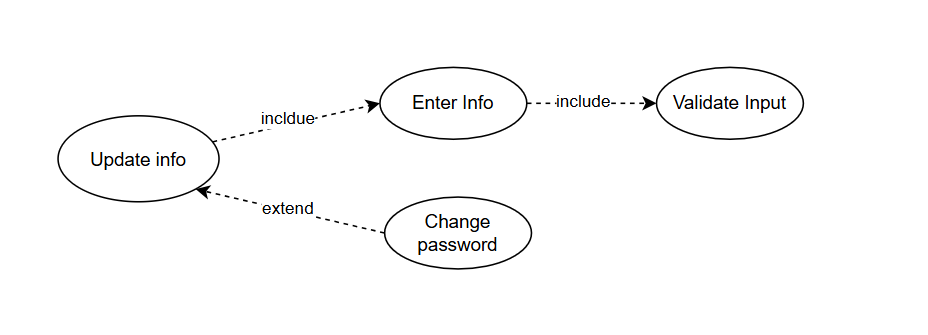 Enter Info
include
Validate Input
incldue
Update info
extend
Change
password